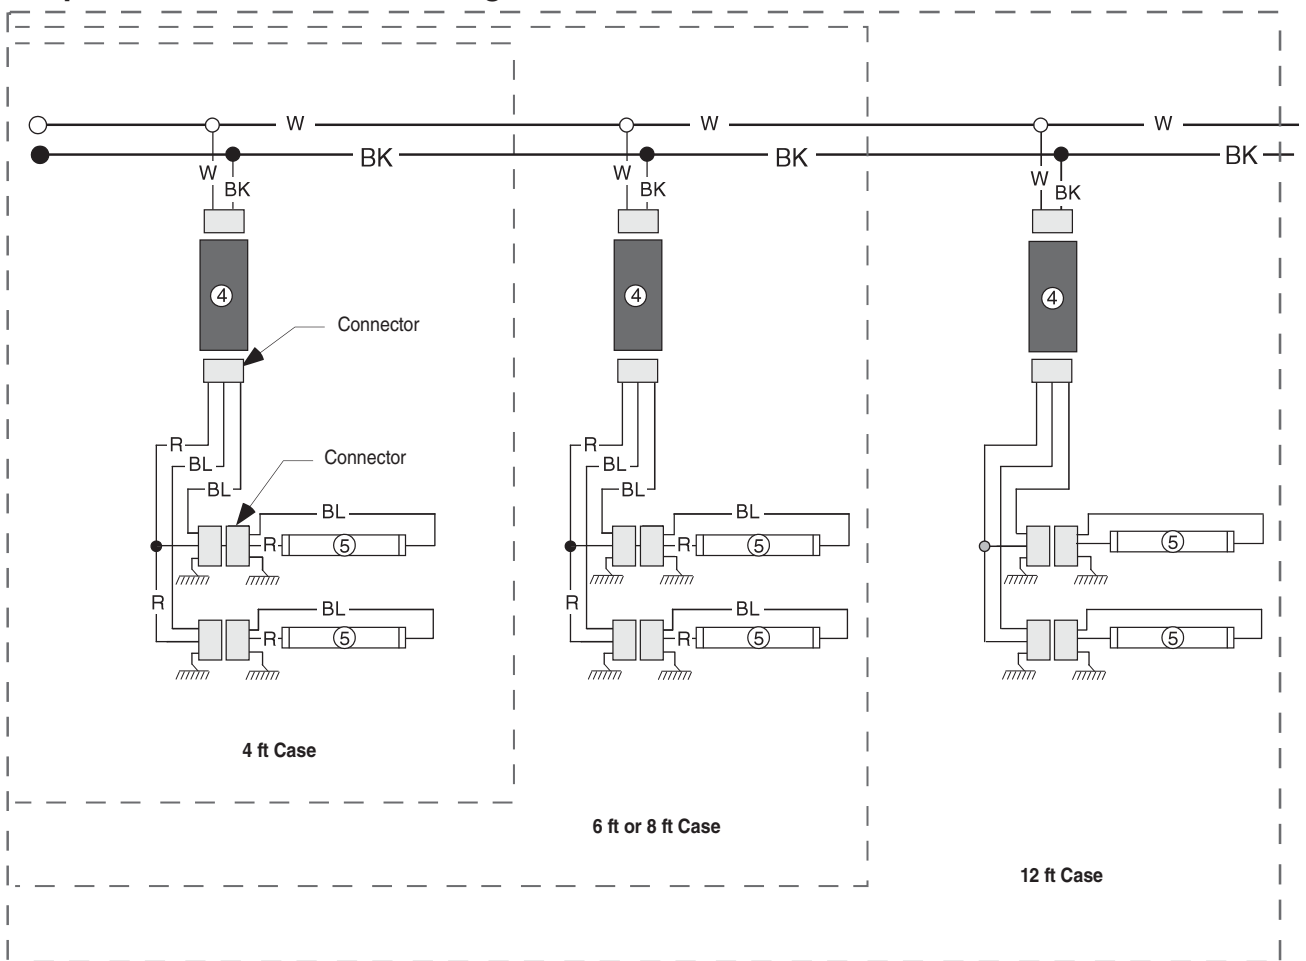 W W W
BK BK BK
W BK W BK W BK
4 4 4
Connector
R BL BL R BL BL
Connector
BL BL
R 5 R 5 5
R R
BL BL
R 5 R 5 5
4 ft Case
6 ft or 8 ft Case
12 ft Case